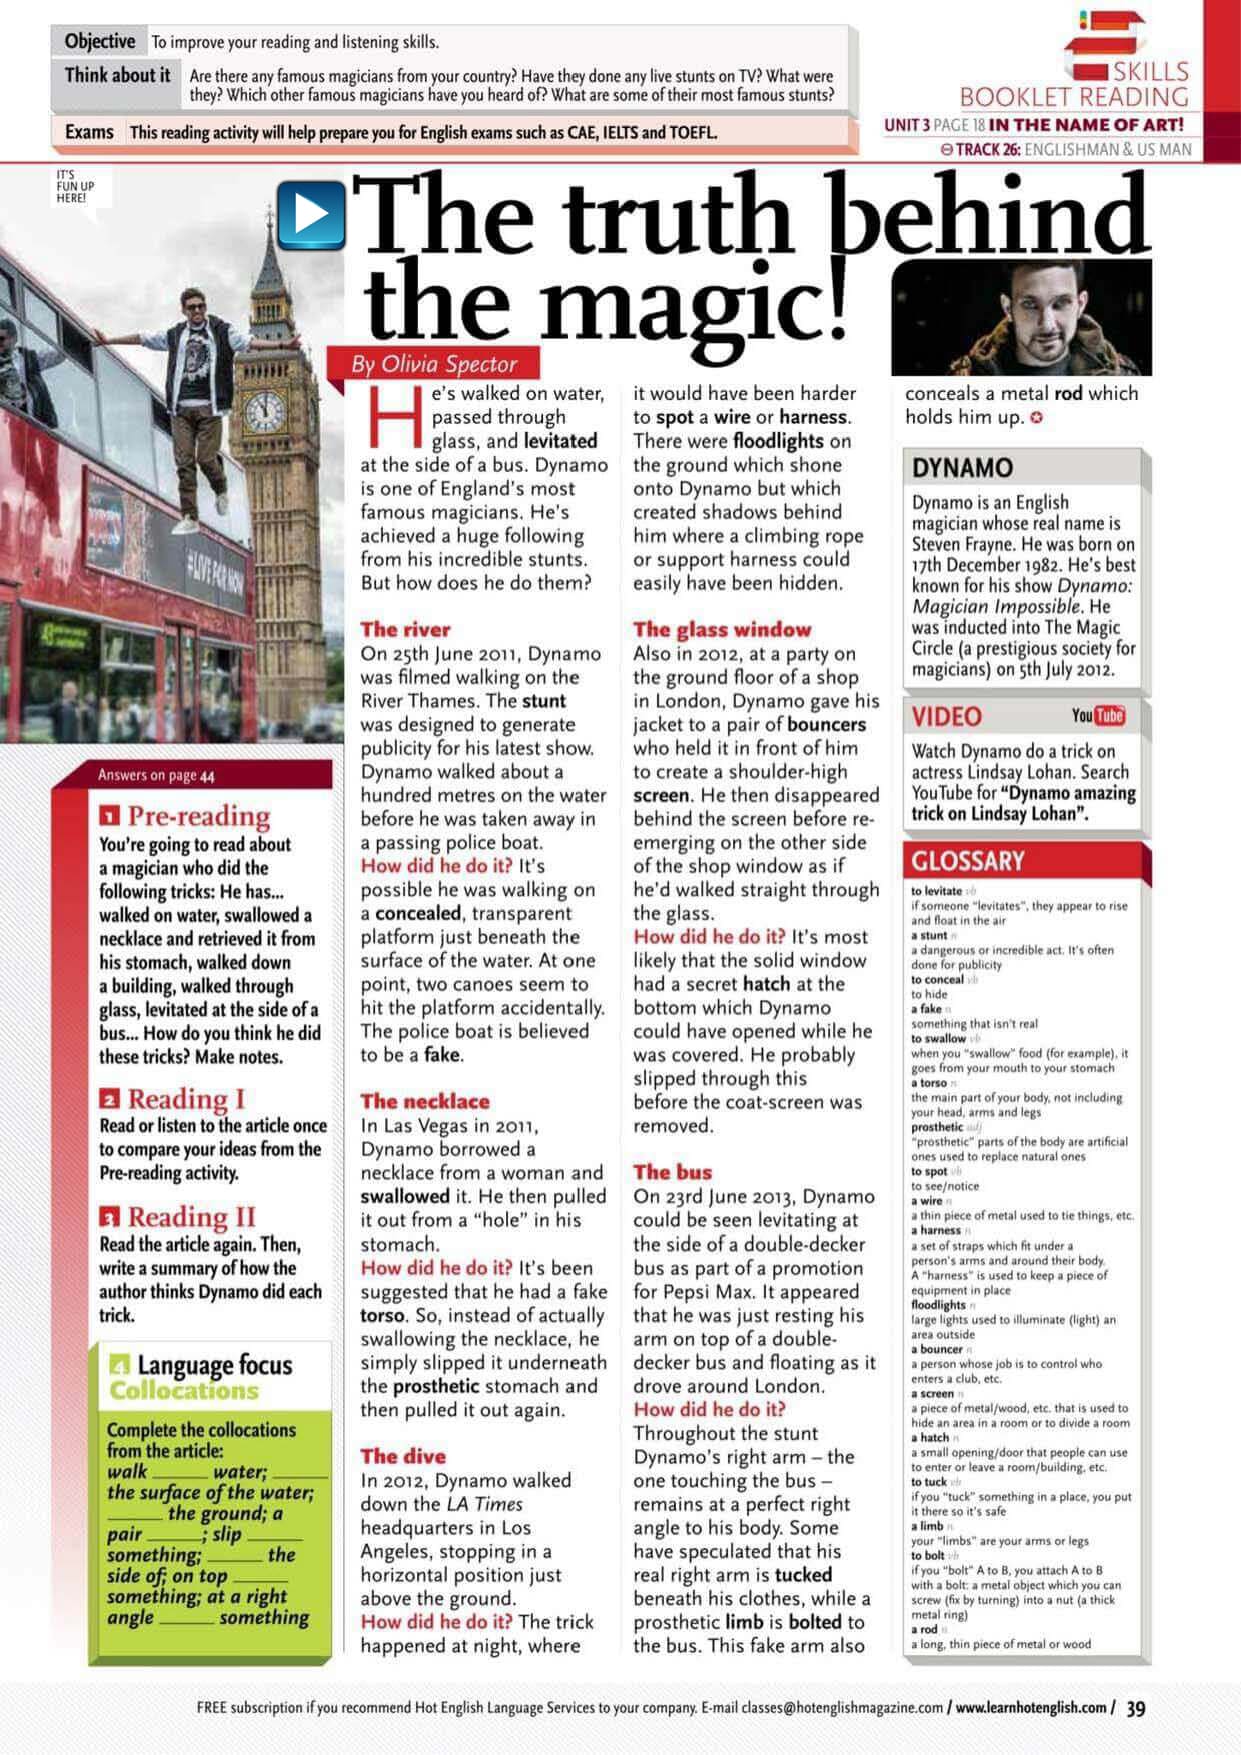 Objective To improve your reading and listening skills.
Think about it Are there any famous magicians from your country? Have they done any live stunts on TV? What were
they? Which other famous magicians have you heard of? What are some of their most famous stunts?
Exams This reading activity will help prepare you for English exams such as CAE, IELTS and TOEFL.
SKILLS
BOOKLET READING
UNIT 3 PAGE 18 IN THE NAME OF ART!
TRACK 26: ENGLISHMAN & US MAN
IT'S
FUN UP
HERE!
The truth behind
the magic!
By Olivia Spector
#LIVE FOR NOW
He's walked on water,
passed through
glass, and levitated
at the side of a bus. Dynamo
is one of England's most
famous magicians. He's
achieved a huge following
from his incredible stunts.
But how does he do them?
The river
On 25th June 2011, Dynamo
was filmed walking on the
River Thames. The stunt
was designed to generate
publicity for his latest show.
Dynamo walked about a
hundred metres on the water
before he was taken away in
a passing police boat.
How did he do it? It's
possible he was walking on
a concealed, transparent
platform just beneath the
surface of the water. At one
point, two canoes seem to
hit the platform accidentally.
The police boat is believed
to be a fake.
The necklace
In Las Vegas in 2011,
Dynamo borrowed a
necklace from a woman and
swallowed it. He then pulled
it out from a “hole” in his
stomach.
How did he do it? It's been
suggested that he had a fake
torso. So, instead of actually
swallowing the necklace, he
simply slipped it underneath
the prosthetic stomach and
then pulled it out again.
The dive
In 2012, Dynamo walked
down the LA Times
headquarters in Los
Angeles, stopping in a
horizontal position just
above the ground.
How did he do it? The trick
happened at night, where
it would have been harder
to spot a wire or harness.
There were floodlights on
the ground which shone
onto Dynamo but which
created shadows behind
him where a climbing rope
or support harness could
easily have been hidden.
The glass window
Also in 2012, at a party on
the ground floor of a shop
in London, Dynamo gave his
jacket to a pair of bouncers
who held it in front of him
to create a shoulder-high
screen. He then disappeared
behind the screen before re-
emerging on the other side
of the shop window as if
he'd walked straight through
the glass.
How did he do it? It's most
likely that the solid window
had a secret hatch at the
bottom which Dynamo
could have opened while he
was covered. He probably
slipped through this
before the coat-screen was
removed.
The bus
On 23rd June 2013, Dynamo
could be seen levitating at
the side of a double-decker
bus as part of a promotion
for Pepsi Max. It appeared
that he was just resting his
arm on top of a double-
decker bus and floating as it
drove around London.
How did he do it?
Throughout the stunt
Dynamo's right arm – the
one touching the bus –
remains at a perfect right
angle to his body. Some
have speculated that his
real right arm is tucked
beneath his clothes, while a
prosthetic limb is bolted to
the bus. This fake arm also
conceals a metal rod which
holds him up.
DYNAMO
Dynamo is an English
magician whose real name is
Steven Frayne. He was born on
17th December 1982. He's best
known for his show Dynamo:
Magician Impossible. He
was inducted into The Magic
Circle (a prestigious society for
magicians) on 5th July 2012.
VIDEO YouTube
Watch Dynamo do a trick on
actress Lindsay Lohan. Search
YouTube for “Dynamo amazing
trick on Lindsay Lohan”.
GLOSSARY
to levitate vb
if someone “levitates”, they appear to rise
and float in the air
a stunt n
a dangerous or incredible act. It's often
done for publicity
to conceal vb
to hide
a fake n
something that isn't real
to swallow vb
when you “swallow” food (for example), it
goes from your mouth to your stomach
a torso n
the main part of your body, not including
your head, arms and legs
prosthetic adj
“prosthetic” parts of the body are artificial
ones used to replace natural ones
to spot vb
to see/notice
a wire n
a thin piece of metal used to tie things, etc.
a harness n
a set of straps which fit under a
person's arms and around their body.
A “harness” is used to keep a piece of
equipment in place
floodlights n
large lights used to illuminate (light) an
area outside
a bouncer n
a person whose job is to control who
enters a club, etc.
a screen n
a piece of metal/wood, etc. that is used to
hide an area in a room or to divide a room
a hatch n
a small opening/door that people can use
to enter or leave a room/building, etc.
to tuck vb
if you “tuck” something in a place, you put
it there so it's safe
a limb n
your “limbs” are your arms or legs
to bolt vb
if you “bolt” A to B, you attach A to B
with a bolt: a metal object which you can
screw (fix by turning) into a nut (a thick
metal ring)
a rod n
a long, thin piece of metal or wood
Answers on page 44
1 Pre-reading
You're going to read about
a magician who did the
following tricks: He has...
walked on water, swallowed a
necklace and retrieved it from
his stomach, walked down
a building, walked through
glass, levitated at the side of a
bus... How do you think he did
these tricks? Make notes.
2 Reading I
Read or listen to the article once
to compare your ideas from the
Pre-reading activity.
3 Reading II
Read the article again. Then,
write a summary of how the
author thinks Dynamo did each
trick.
4 Language focus
Collocations
Complete the collocations
from the article:
walk ______ water; ______
the surface of the water;
______ the ground; a
pair ______; slip ______
something; ______ the
side of; on top ______
something; at a right
angle ______ something
FREE subscription if you recommend Hot English Language Services to your company. E-mail classes@hotenglishmagazine.com / www.learnhotenglish.com / 39